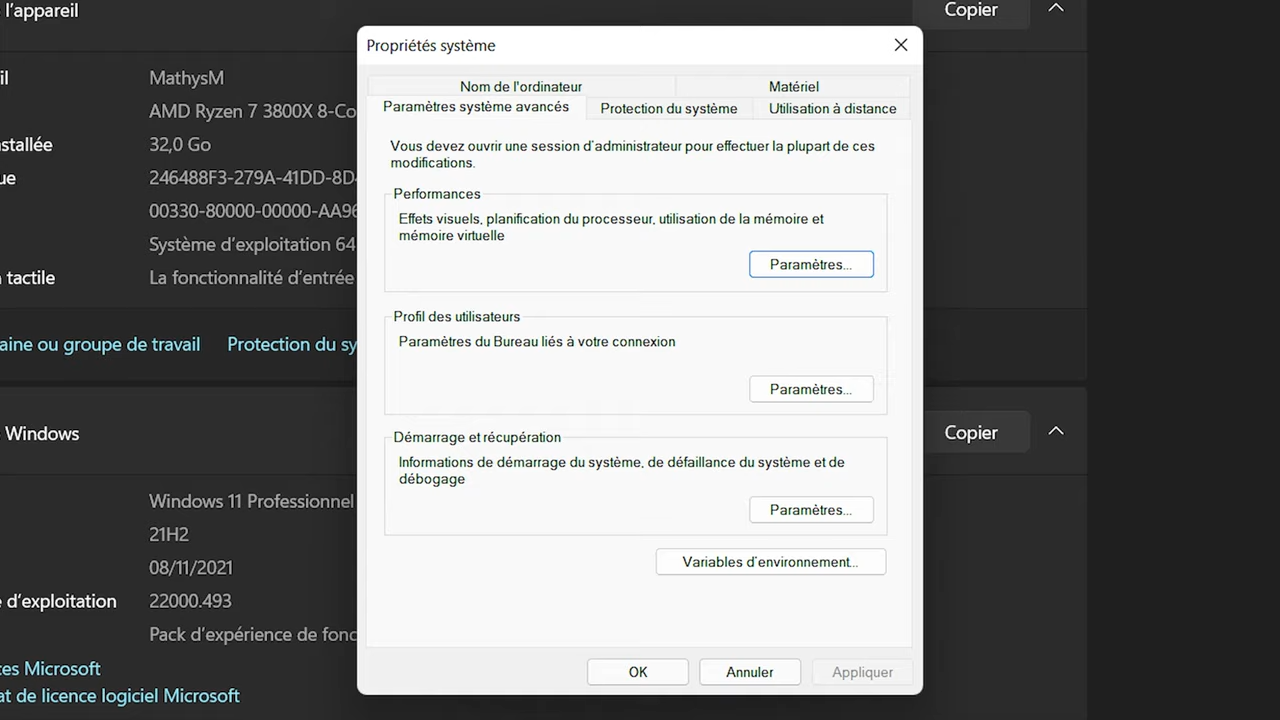 l'appareil
Copier
Propriétés système
Nom de l'ordinateur
Matériel
Paramètres système avancés
Protection du système
Utilisation à distance
Vous devez ouvrir une session d'administrateur pour effectuer la plupart de ces
modifications.
Performances
Effets visuels, planification du processeur, utilisation de la mémoire et
mémoire virtuelle
Paramètres...
Profil des utilisateurs
Paramètres du Bureau liés à votre connexion
Paramètres...
Démarrage et récupération
Informations de démarrage du système, de défaillance du système et de
débogage
Paramètres...
Variables d'environnement...
OK
Annuler
Appliquer
il
MathysM
AMD Ryzen 7 3800X 8-Co
stallée
32,0 Go
ue
246488F3-279A-41DD-8D
00330-80000-00000-AA96
Système d'exploitation 64
tactile
La fonctionnalité d'entrée
aine ou groupe de travail
Protection du sy
Windows
Copier
Windows 11 Professionnel
21H2
08/11/2021
d'exploitation
22000.493
Pack d'expérience de fonc
es Microsoft
at de licence logiciel Microsoft